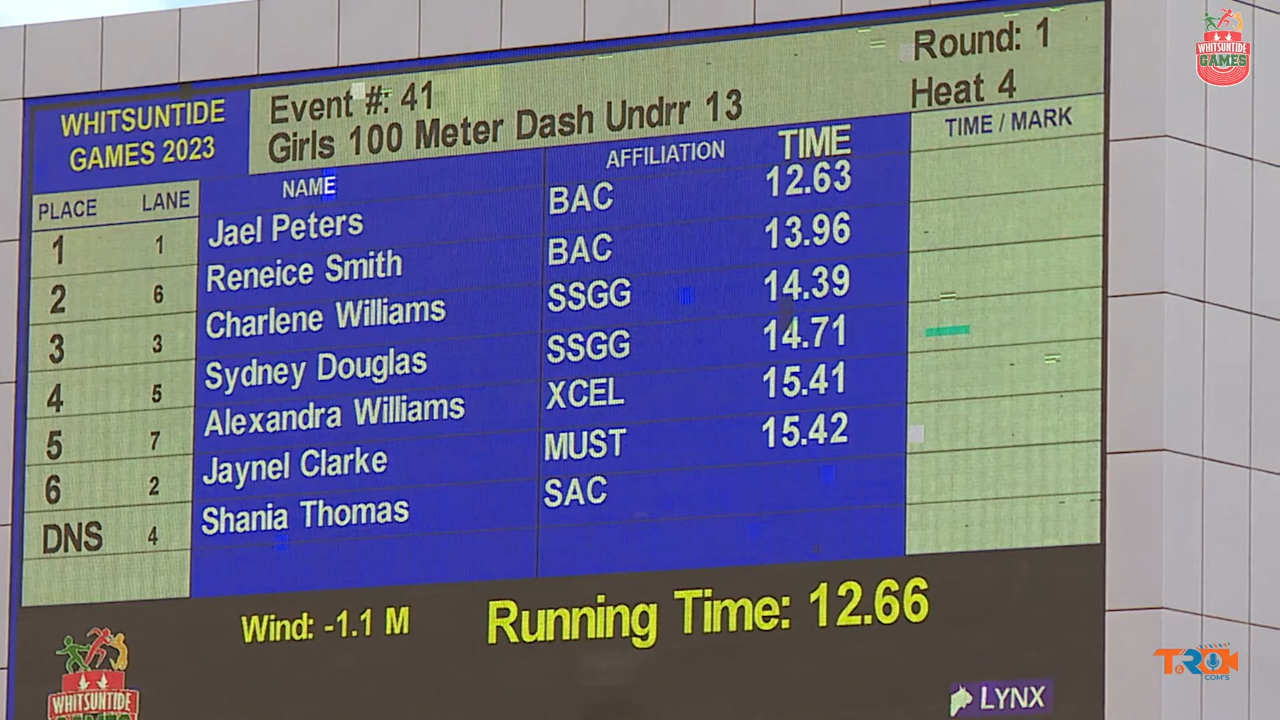 WHITSUNTIDE
GAMES
WHITSUNTIDE
GAMES 2023
Event #: 41
Girls 100 Meter Dash Undrr 13
Round: 1
Heat 4
PLACE LANE NAME AFFILIATION TIME TIME / MARK
1 1 Jael Peters BAC 12.63
2 6 Reneice Smith BAC 13.96
3 3 Charlene Williams SSGG 14.39
4 5 Sydney Douglas SSGG 14.71
5 7 Alexandra Williams XCEL 15.41
6 2 Jaynel Clarke MUST 15.42
DNS 4 Shania Thomas SAC
Wind: -1.1 M
Running Time: 12.66
WHITSUNTIDE
GAMES
LYNX
T&RO
COM'S